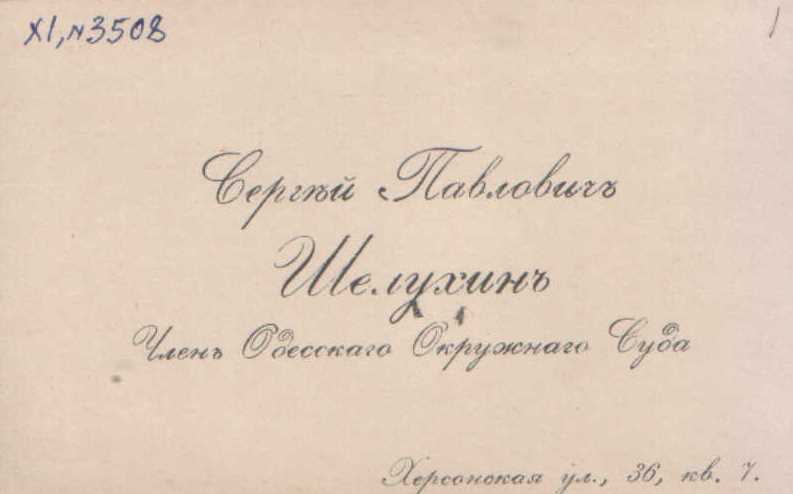 XI, N3508
1
Сергѣй Павловичъ
Шелухинъ
Членъ Одесскаго Окружнаго Суда
Херсонская ул., 36, кв. 7.